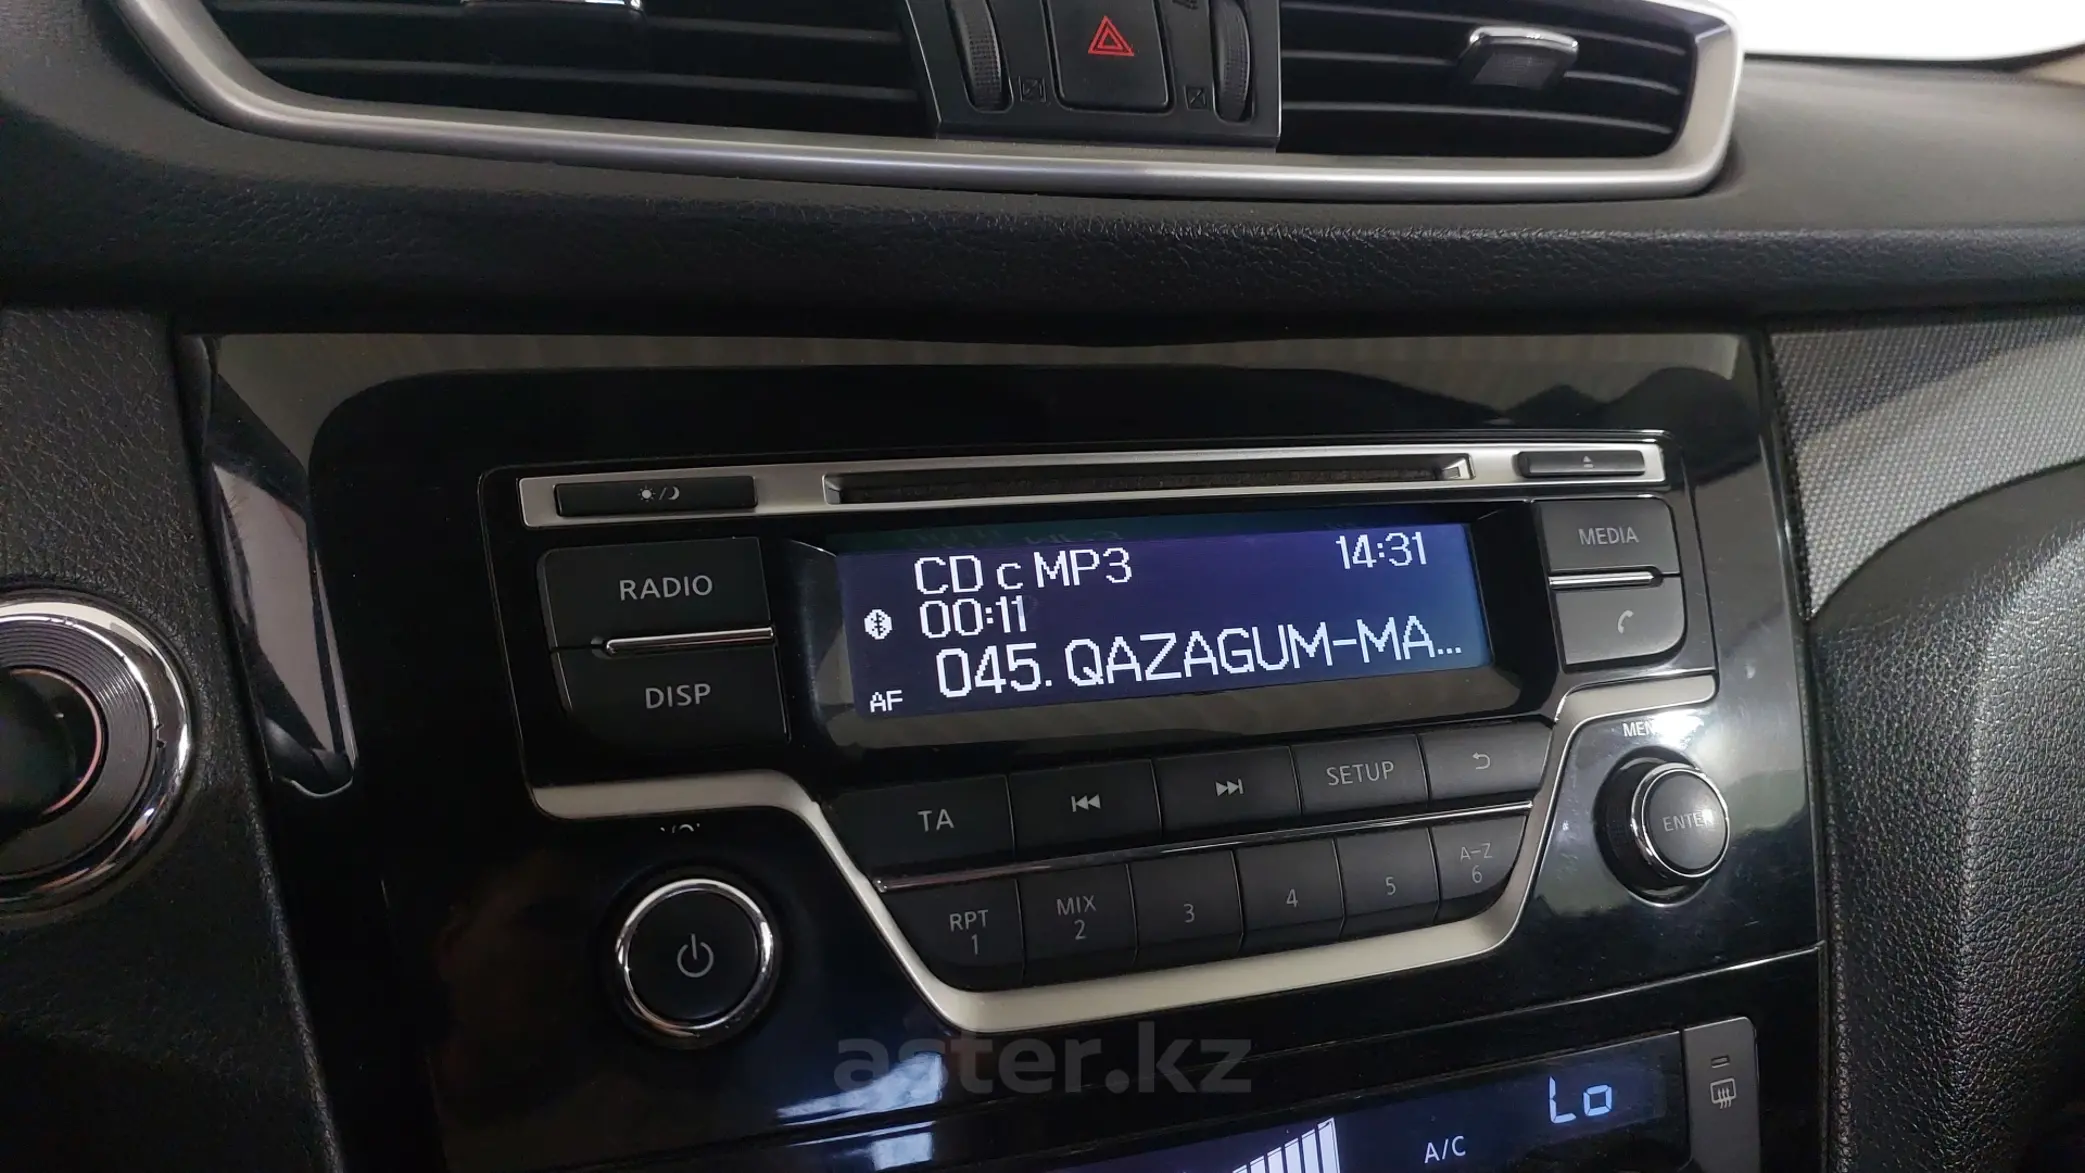 CD c MP3 14:31
00:11
045. QAZAGUM-MA...
AF
RADIO
DISP
MEDIA
TA
SETUP
RPT
1
MIX
2
3
4
5
A-Z
6
VOL
ENTER
aster.kz
Lo
A/C